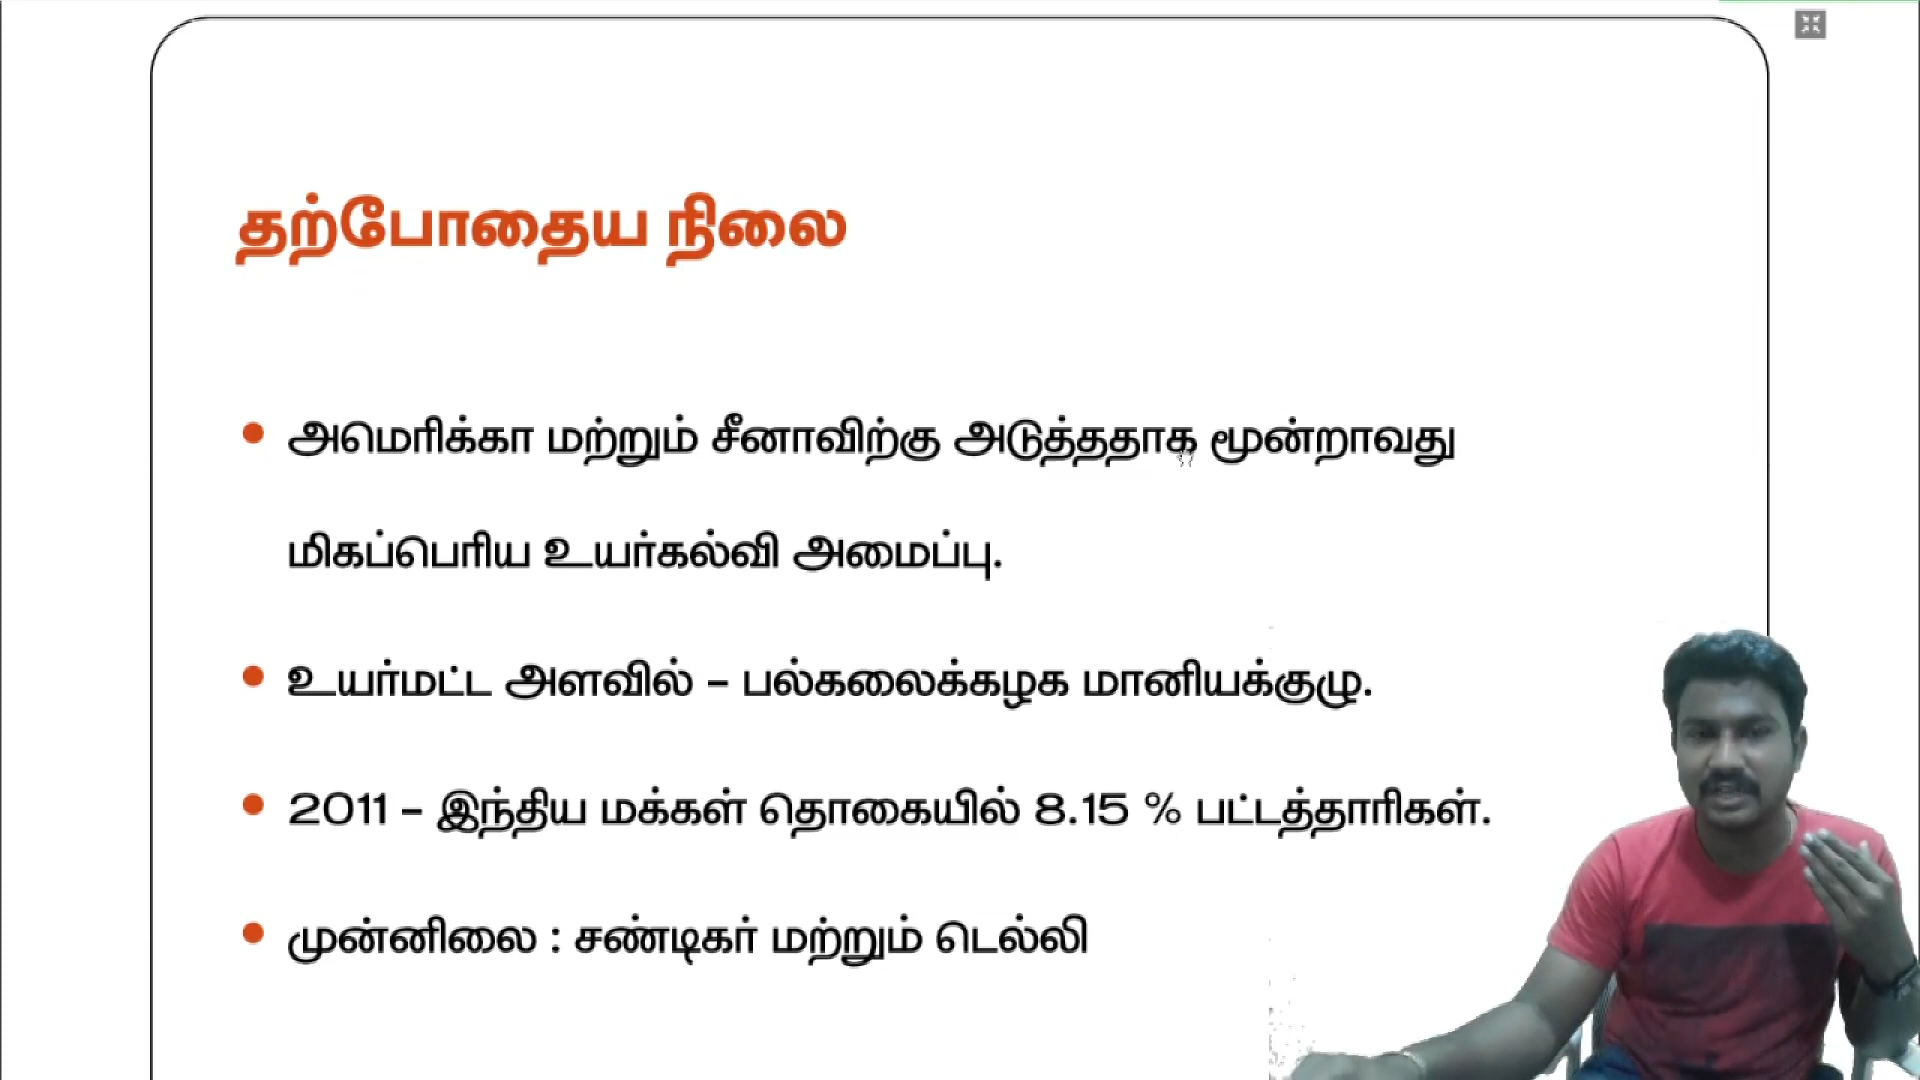 தற்போதைய நிலை
• அமெரிக்கா மற்றும் சீனாவிற்கு அடுத்ததாக மூன்றாவது
மிகப்பெரிய உயர்கல்வி அமைப்பு.
• உயர்மட்ட அளவில் – பல்கலைக்கழக மானியக்குழு.
• 2011 – இந்திய மக்கள் தொகையில் 8.15 % பட்டத்தாரிகள்.
• முன்னிலை : சண்டிகர் மற்றும் டெல்லி